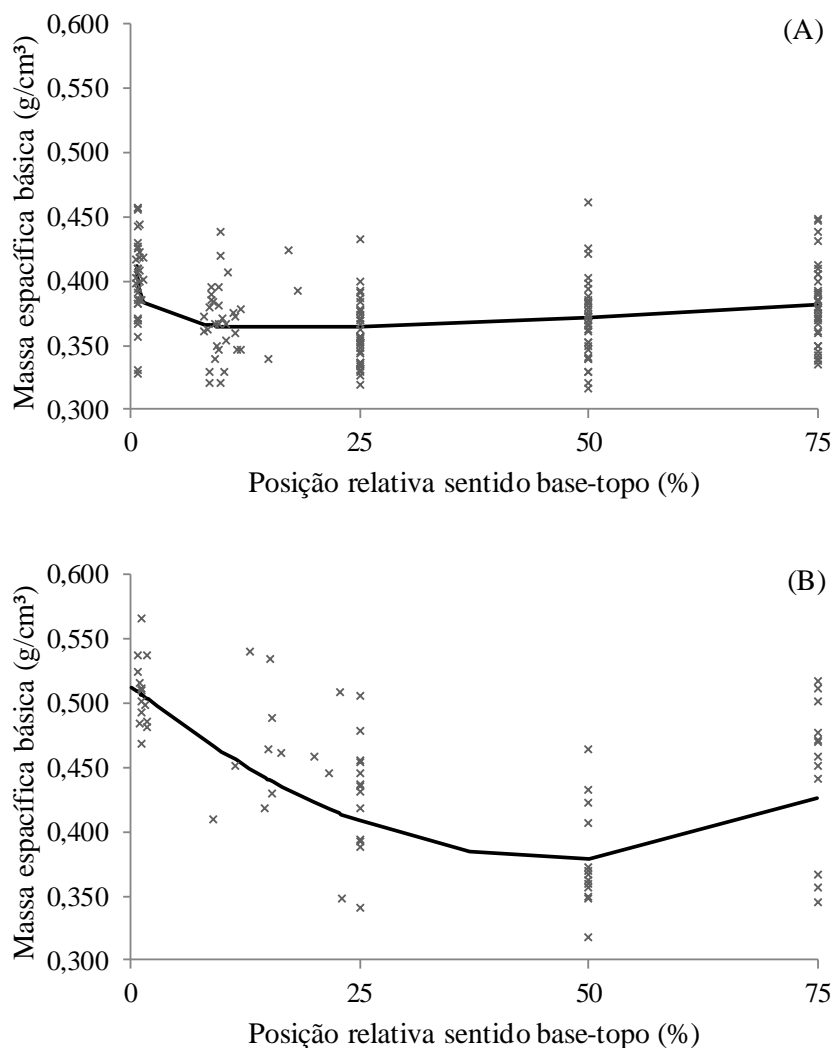 (A)
Massa espacífica básica (g/cm³)
0,600
0,550
0,500
0,450
0,400
0,350
0,300
0 25 50 75
Posição relativa sentido base-topo (%)
(B)
Massa espacífica básica (g/cm³)
0,600
0,550
0,500
0,450
0,400
0,350
0,300
0 25 50 75
Posição relativa sentido base-topo (%)